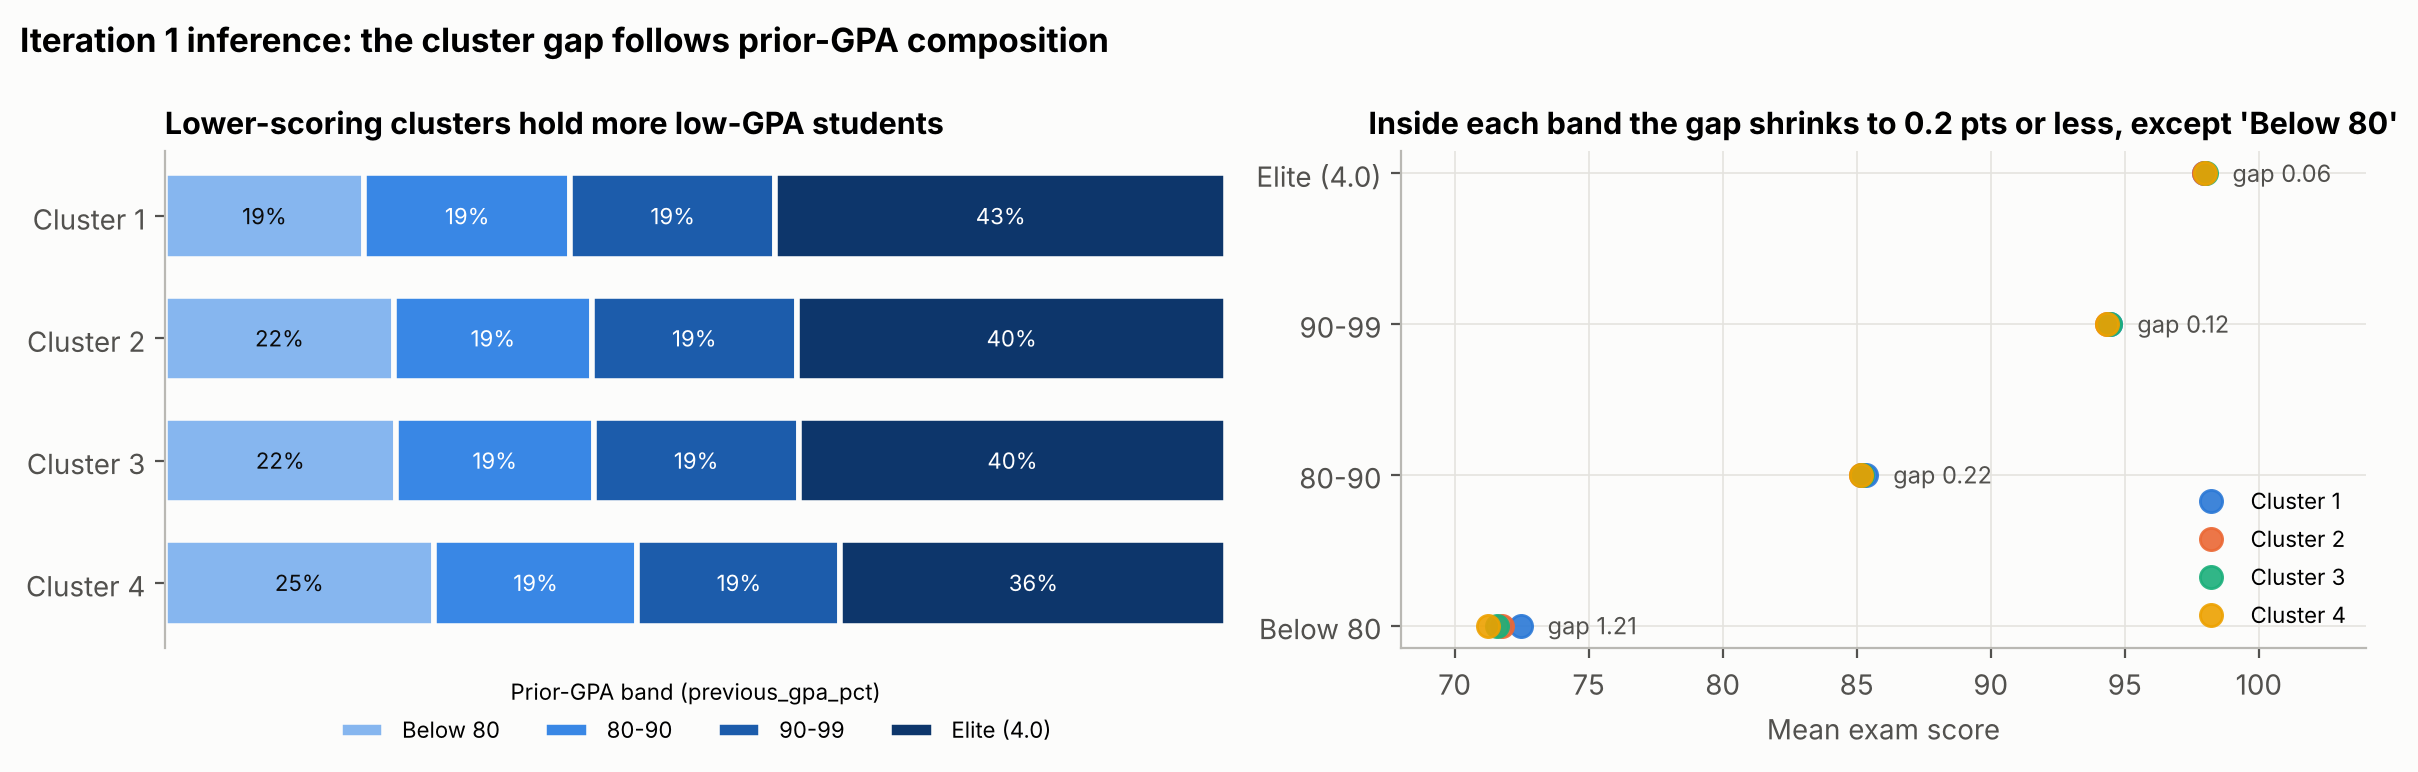 Iteration 1 inference: the cluster gap follows prior-GPA composition
Lower-scoring clusters hold more low-GPA students
Cluster 1
19%
19%
19%
43%
Cluster 2
22%
19%
19%
40%
Cluster 3
22%
19%
19%
40%
Cluster 4
25%
19%
19%
36%
Prior-GPA band (previous_gpa_pct)
Below 80
80-90
90-99
Elite (4.0)
Inside each band the gap shrinks to 0.2 pts or less, except 'Below 80'
Elite (4.0)
gap 0.06
90-99
gap 0.12
80-90
gap 0.22
Below 80
gap 1.21
Cluster 1
Cluster 2
Cluster 3
Cluster 4
70
75
80
85
90
95
100
Mean exam score